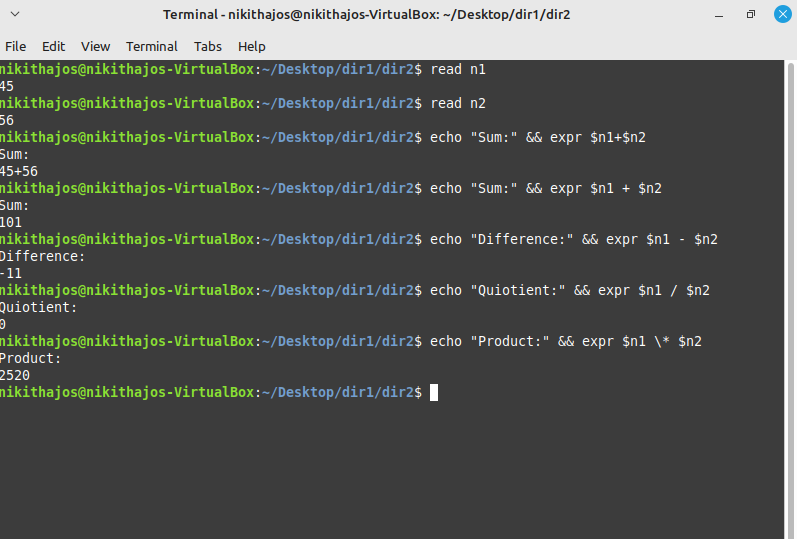 Terminal - nikithajos@nikithajos-VirtualBox: ~/Desktop/dir1/dir2
File Edit View Terminal Tabs Help
nikithajos@nikithajos-VirtualBox:~/Desktop/dir1/dir2$ read n1
45
nikithajos@nikithajos-VirtualBox:~/Desktop/dir1/dir2$ read n2
56
nikithajos@nikithajos-VirtualBox:~/Desktop/dir1/dir2$ echo "Sum:" && expr $n1+$n2
Sum:
45+56
nikithajos@nikithajos-VirtualBox:~/Desktop/dir1/dir2$ echo "Sum:" && expr $n1 + $n2
Sum:
101
nikithajos@nikithajos-VirtualBox:~/Desktop/dir1/dir2$ echo "Difference:" && expr $n1 - $n2
Difference:
-11
nikithajos@nikithajos-VirtualBox:~/Desktop/dir1/dir2$ echo "Quiotient:" && expr $n1 / $n2
Quiotient:
0
nikithajos@nikithajos-VirtualBox:~/Desktop/dir1/dir2$ echo "Product:" && expr $n1 \* $n2
Product:
2520
nikithajos@nikithajos-VirtualBox:~/Desktop/dir1/dir2$